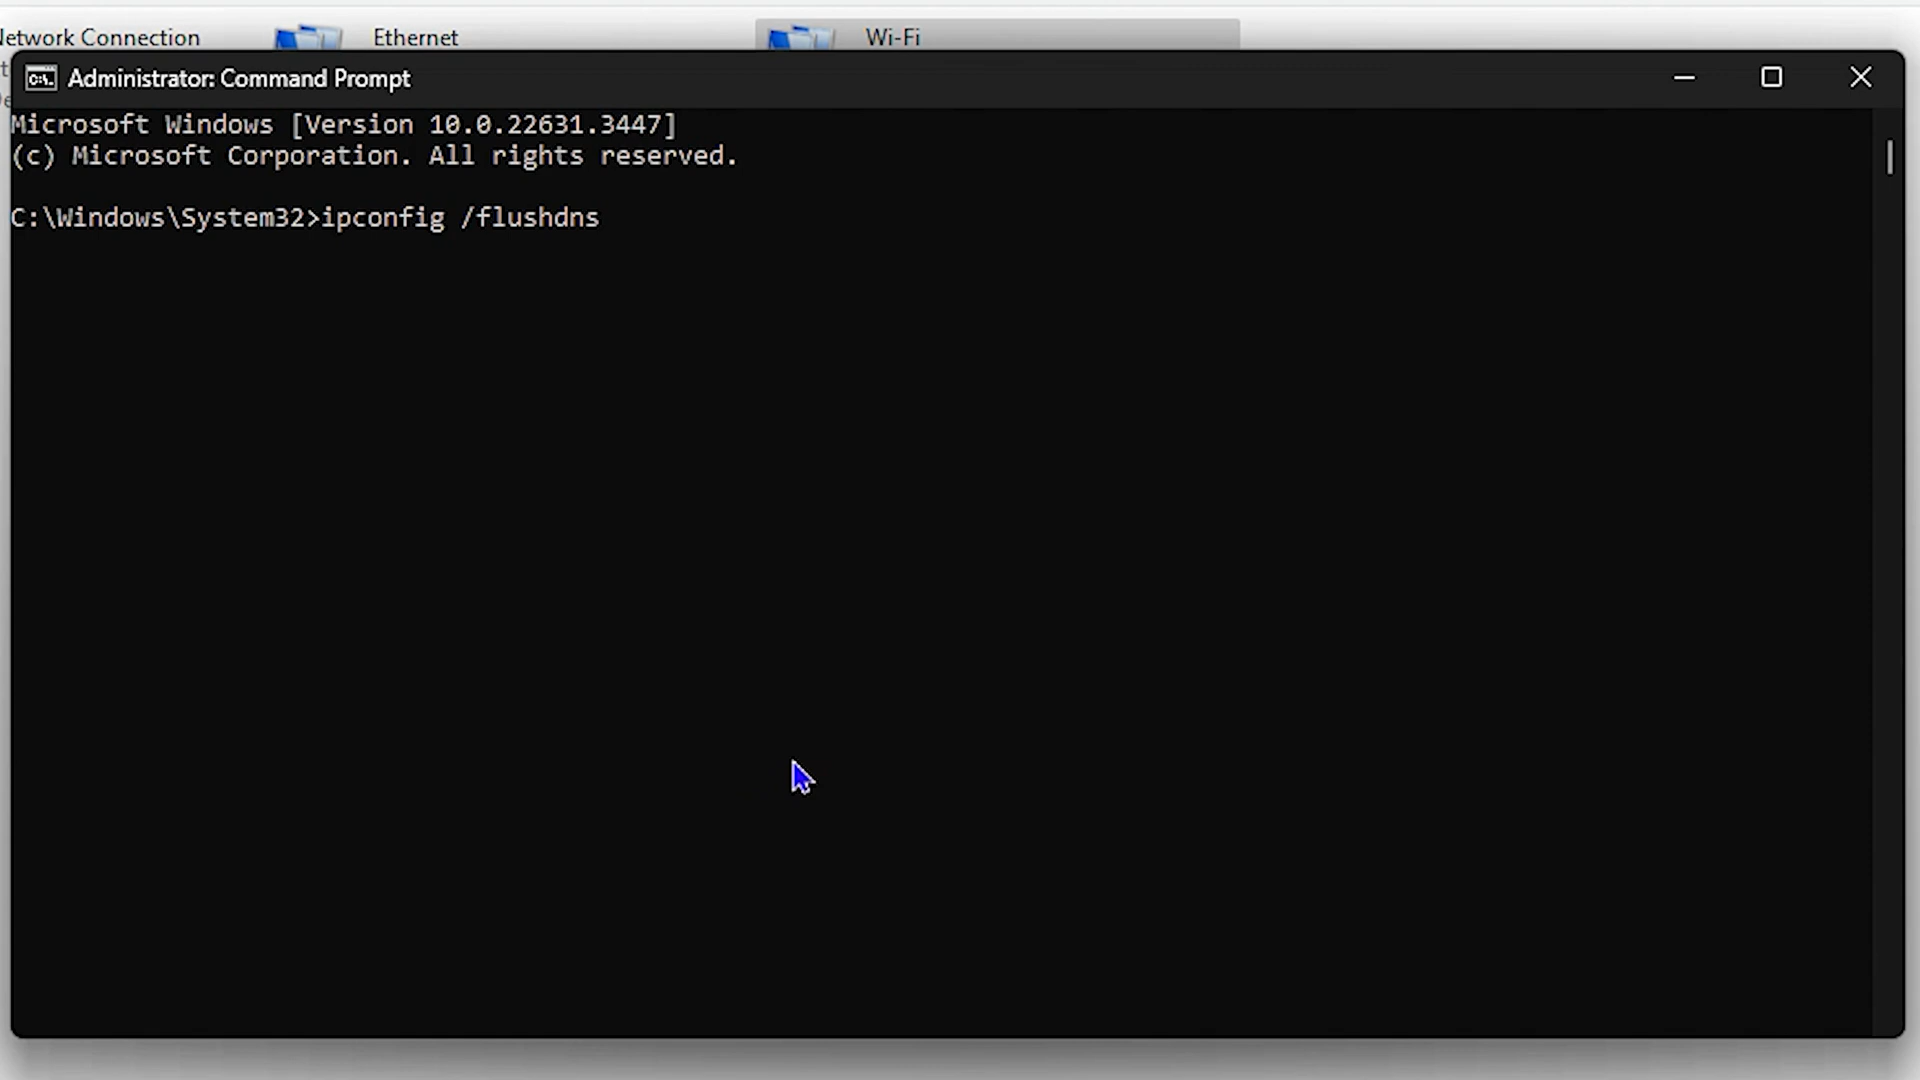 Network Connection Ethernet Wi-Fi
Administrator: Command Prompt
Microsoft Windows [Version 10.0.22631.3447]
(c) Microsoft Corporation. All rights reserved.
C:\Windows\System32>ipconfig /flushdns